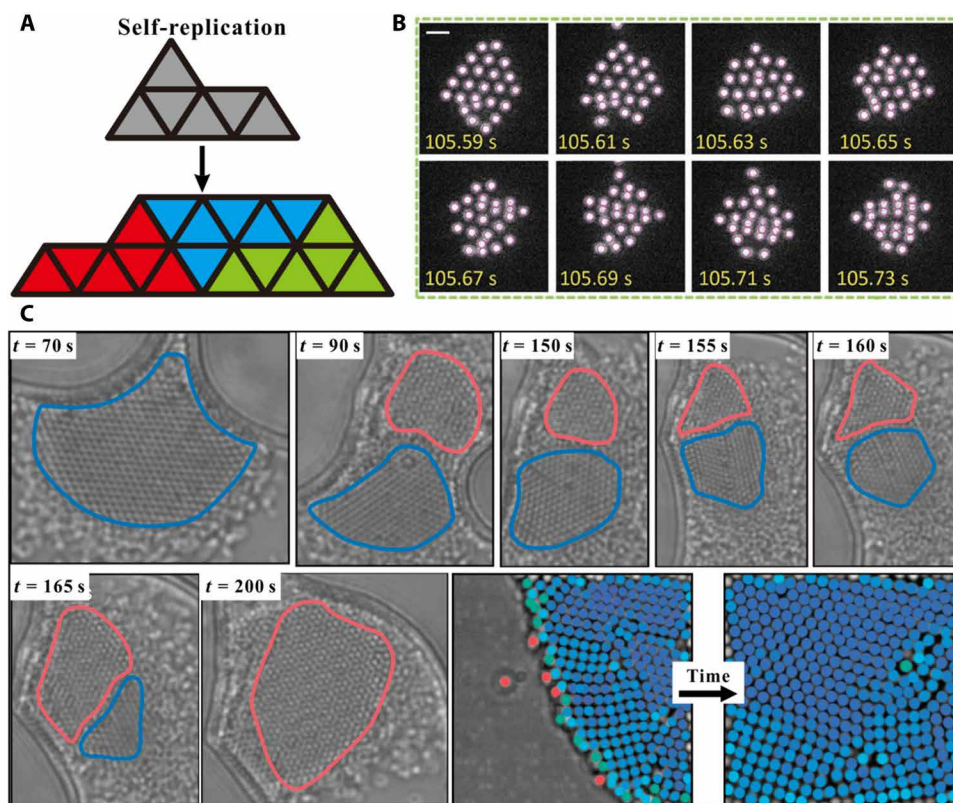 A
Self-replication
B
105.59 s
105.61 s
105.63 s
105.65 s
105.67 s
105.69 s
105.71 s
105.73 s
C
t = 70 s
t = 90 s
t = 150 s
t = 155 s
t = 160 s
t = 165 s
t = 200 s
Time